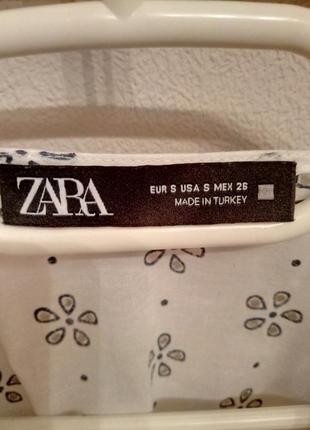 ZARA
EUR S USA S MEX 26
MADE IN TURKEY